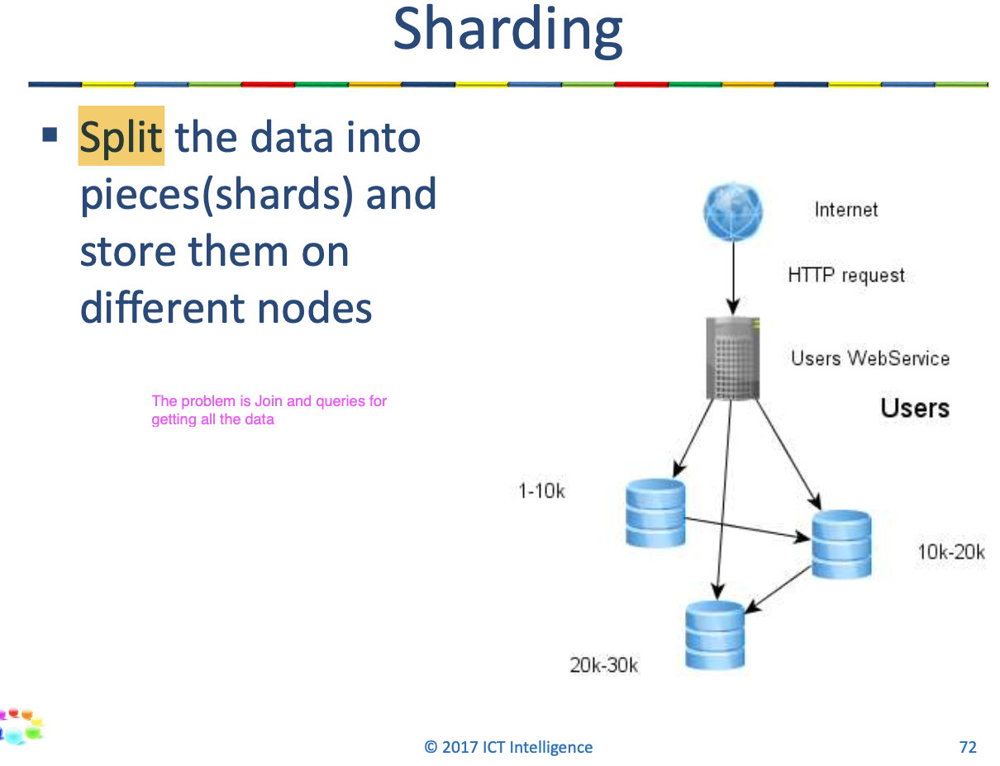 Sharding
▪ Split the data into
pieces(shards) and
store them on
different nodes
The problem is Join and queries for
getting all the data
Internet
HTTP request
Users WebService
Users
1-10k
10k-20k
20k-30k
© 2017 ICT Intelligence
72